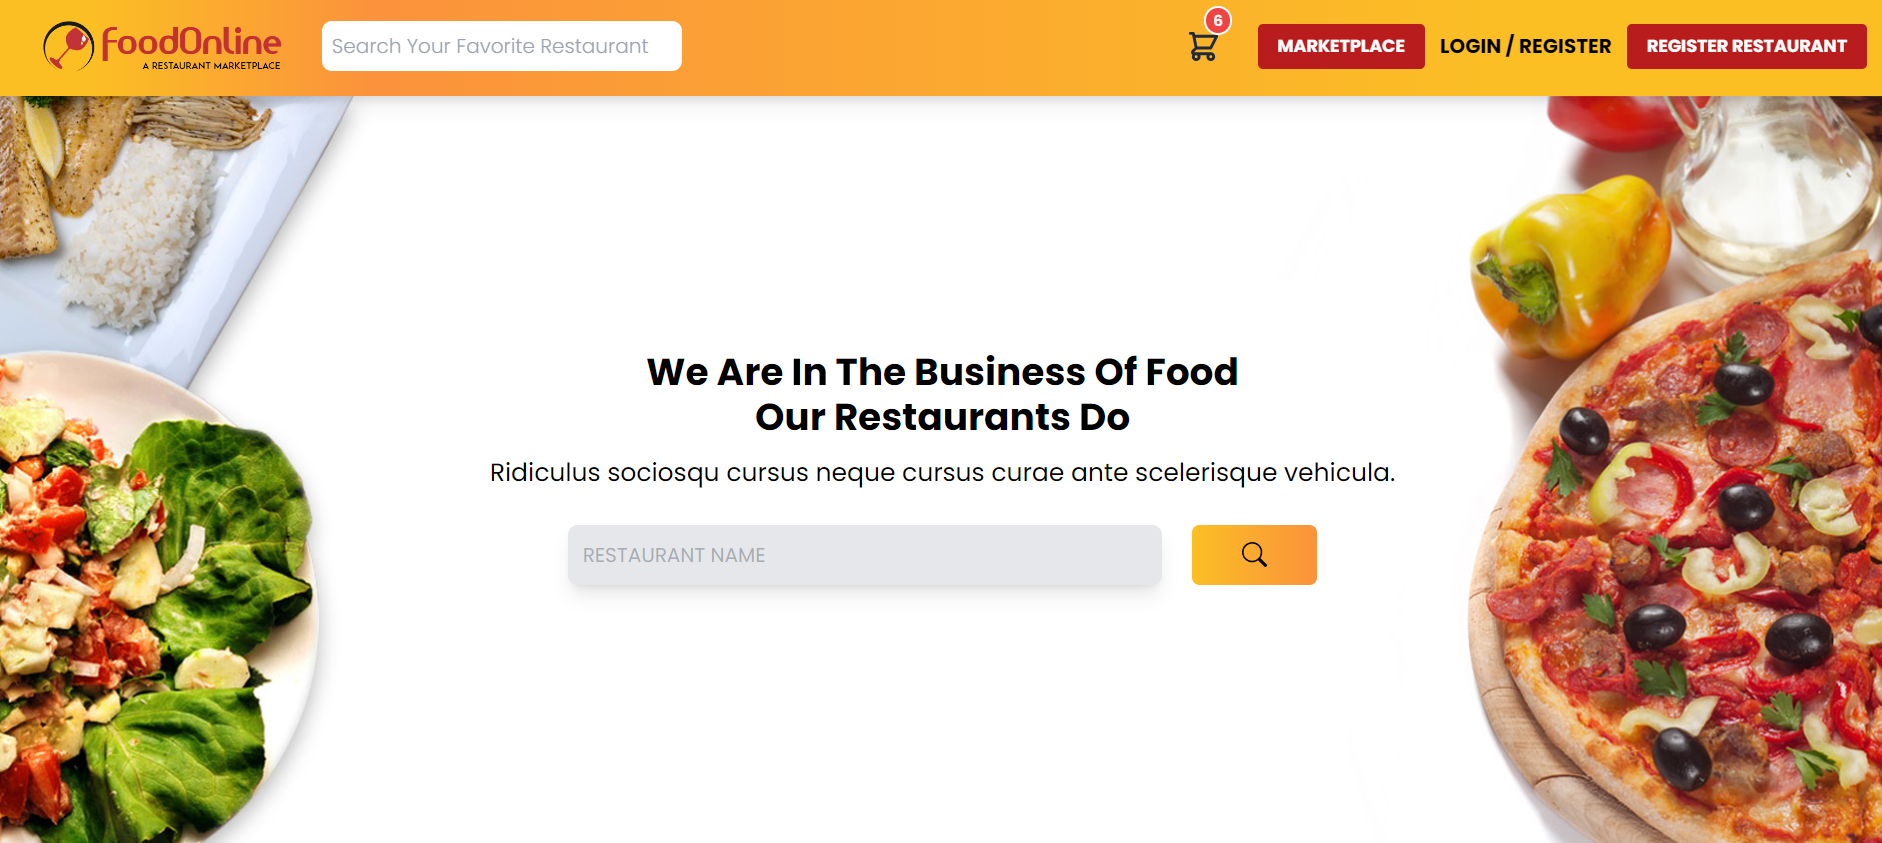 foodOnline
A RESTAURANT MARKETPLACE
Search Your Favorite Restaurant
6
MARKETPLACE
LOGIN / REGISTER
REGISTER RESTAURANT
We Are In The Business Of Food
Our Restaurants Do
Ridiculus sociosqu cursus neque cursus curae ante scelerisque vehicula.
RESTAURANT NAME